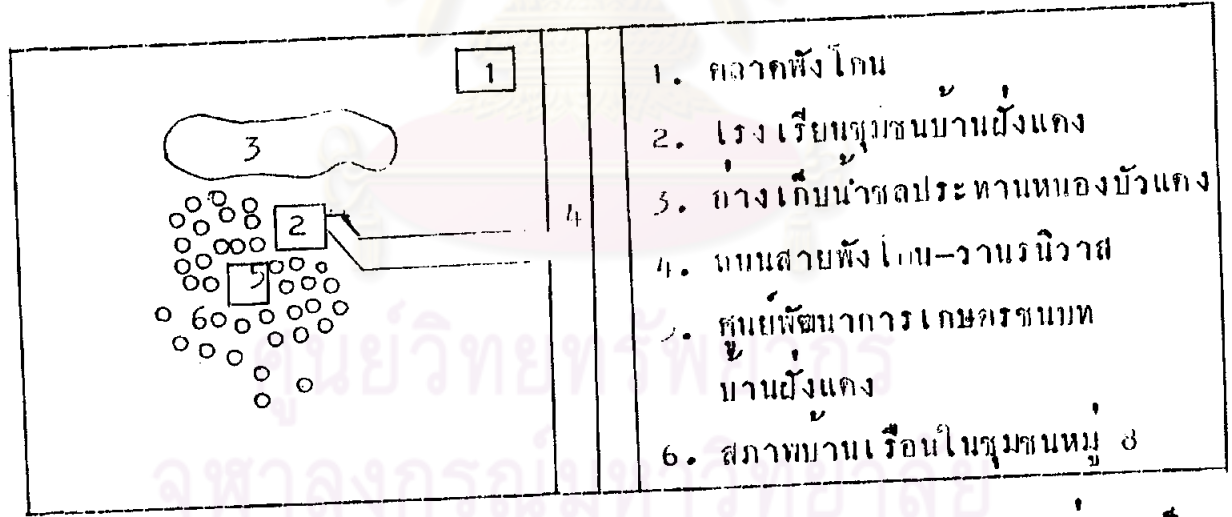 1
3
2
4
5
6
1. ตลาดพังโคน
2. โรงเรียนชุมชนบ้านฝั่งแดง
3. อ่างเก็บน้ำชลประทานหนองบัวแดง
4. ถนนสายพังโคน-วานรนิวาส
5. ศูนย์พัฒนาการเกษตรชนบท
บ้านฝั่งแดง
6. สภาพบ้านเรือนในชุมชนหมู่ 8
ศูนย์วิทยทรัพยากร
จุฬาลงกรณ์มหาวิทยาลัย